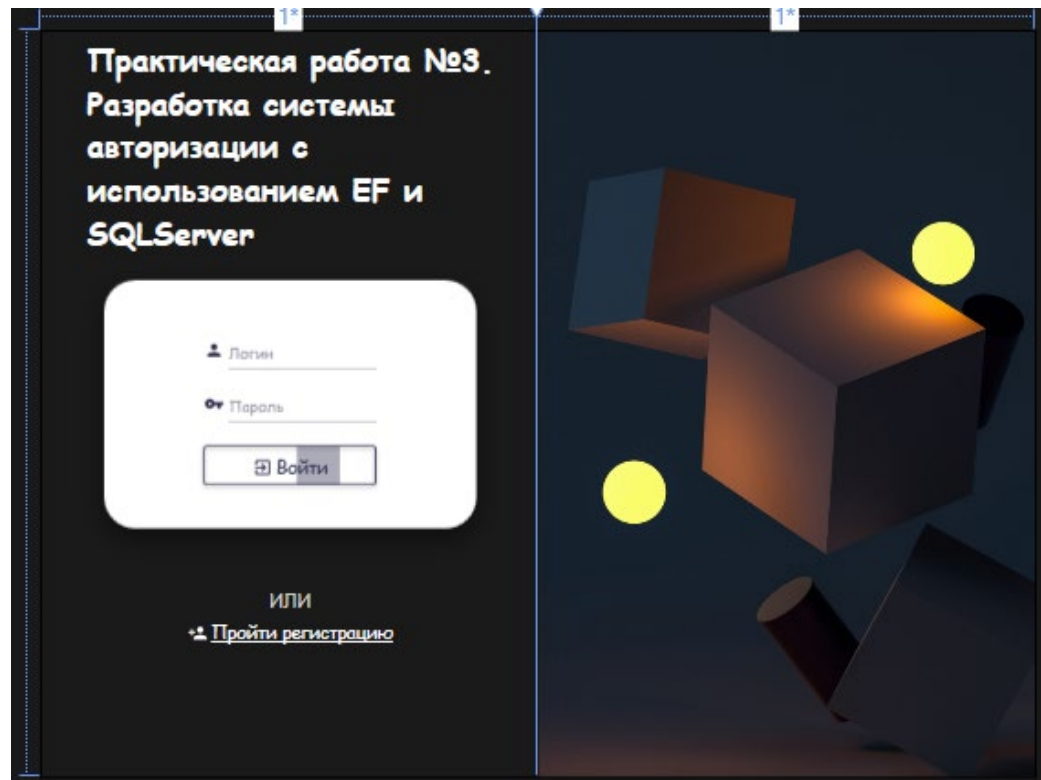 1*
1*
Практическая работа №3.
Разработка системы
авторизации с
использованием EF и
SQLServer
Логин
Пароль
Войти
ИЛИ
Пройти регистрацию